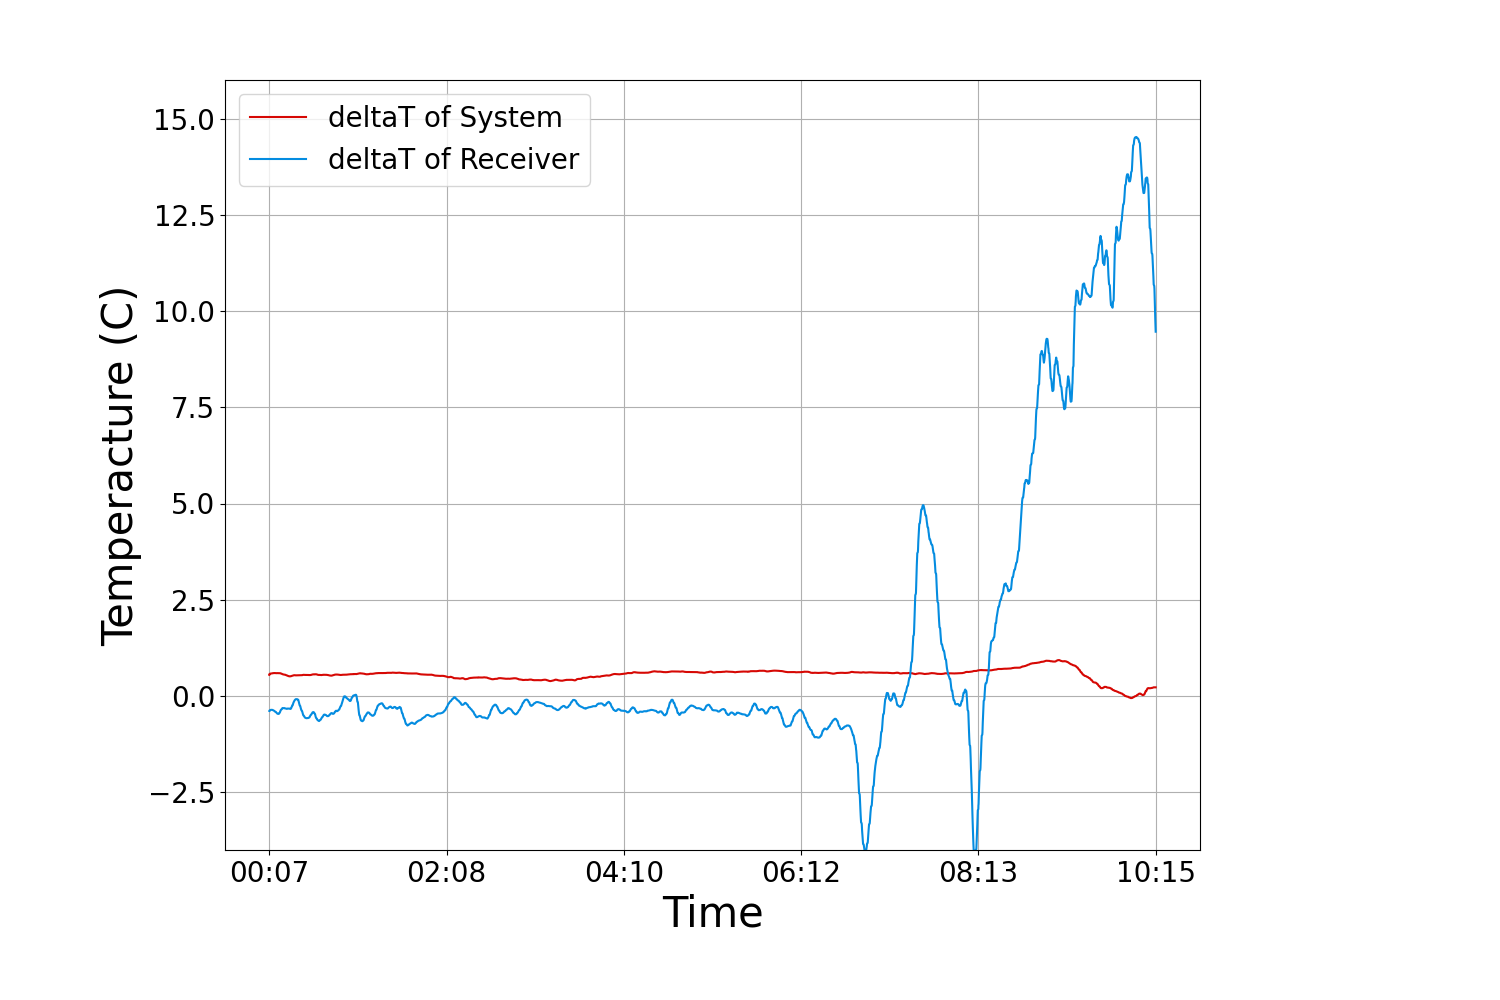 deltaT of System
deltaT of Receiver
Temperacture (C)
15.0
12.5
10.0
7.5
5.0
2.5
0.0
−2.5
00:07 02:08 04:10 06:12 08:13 10:15
Time